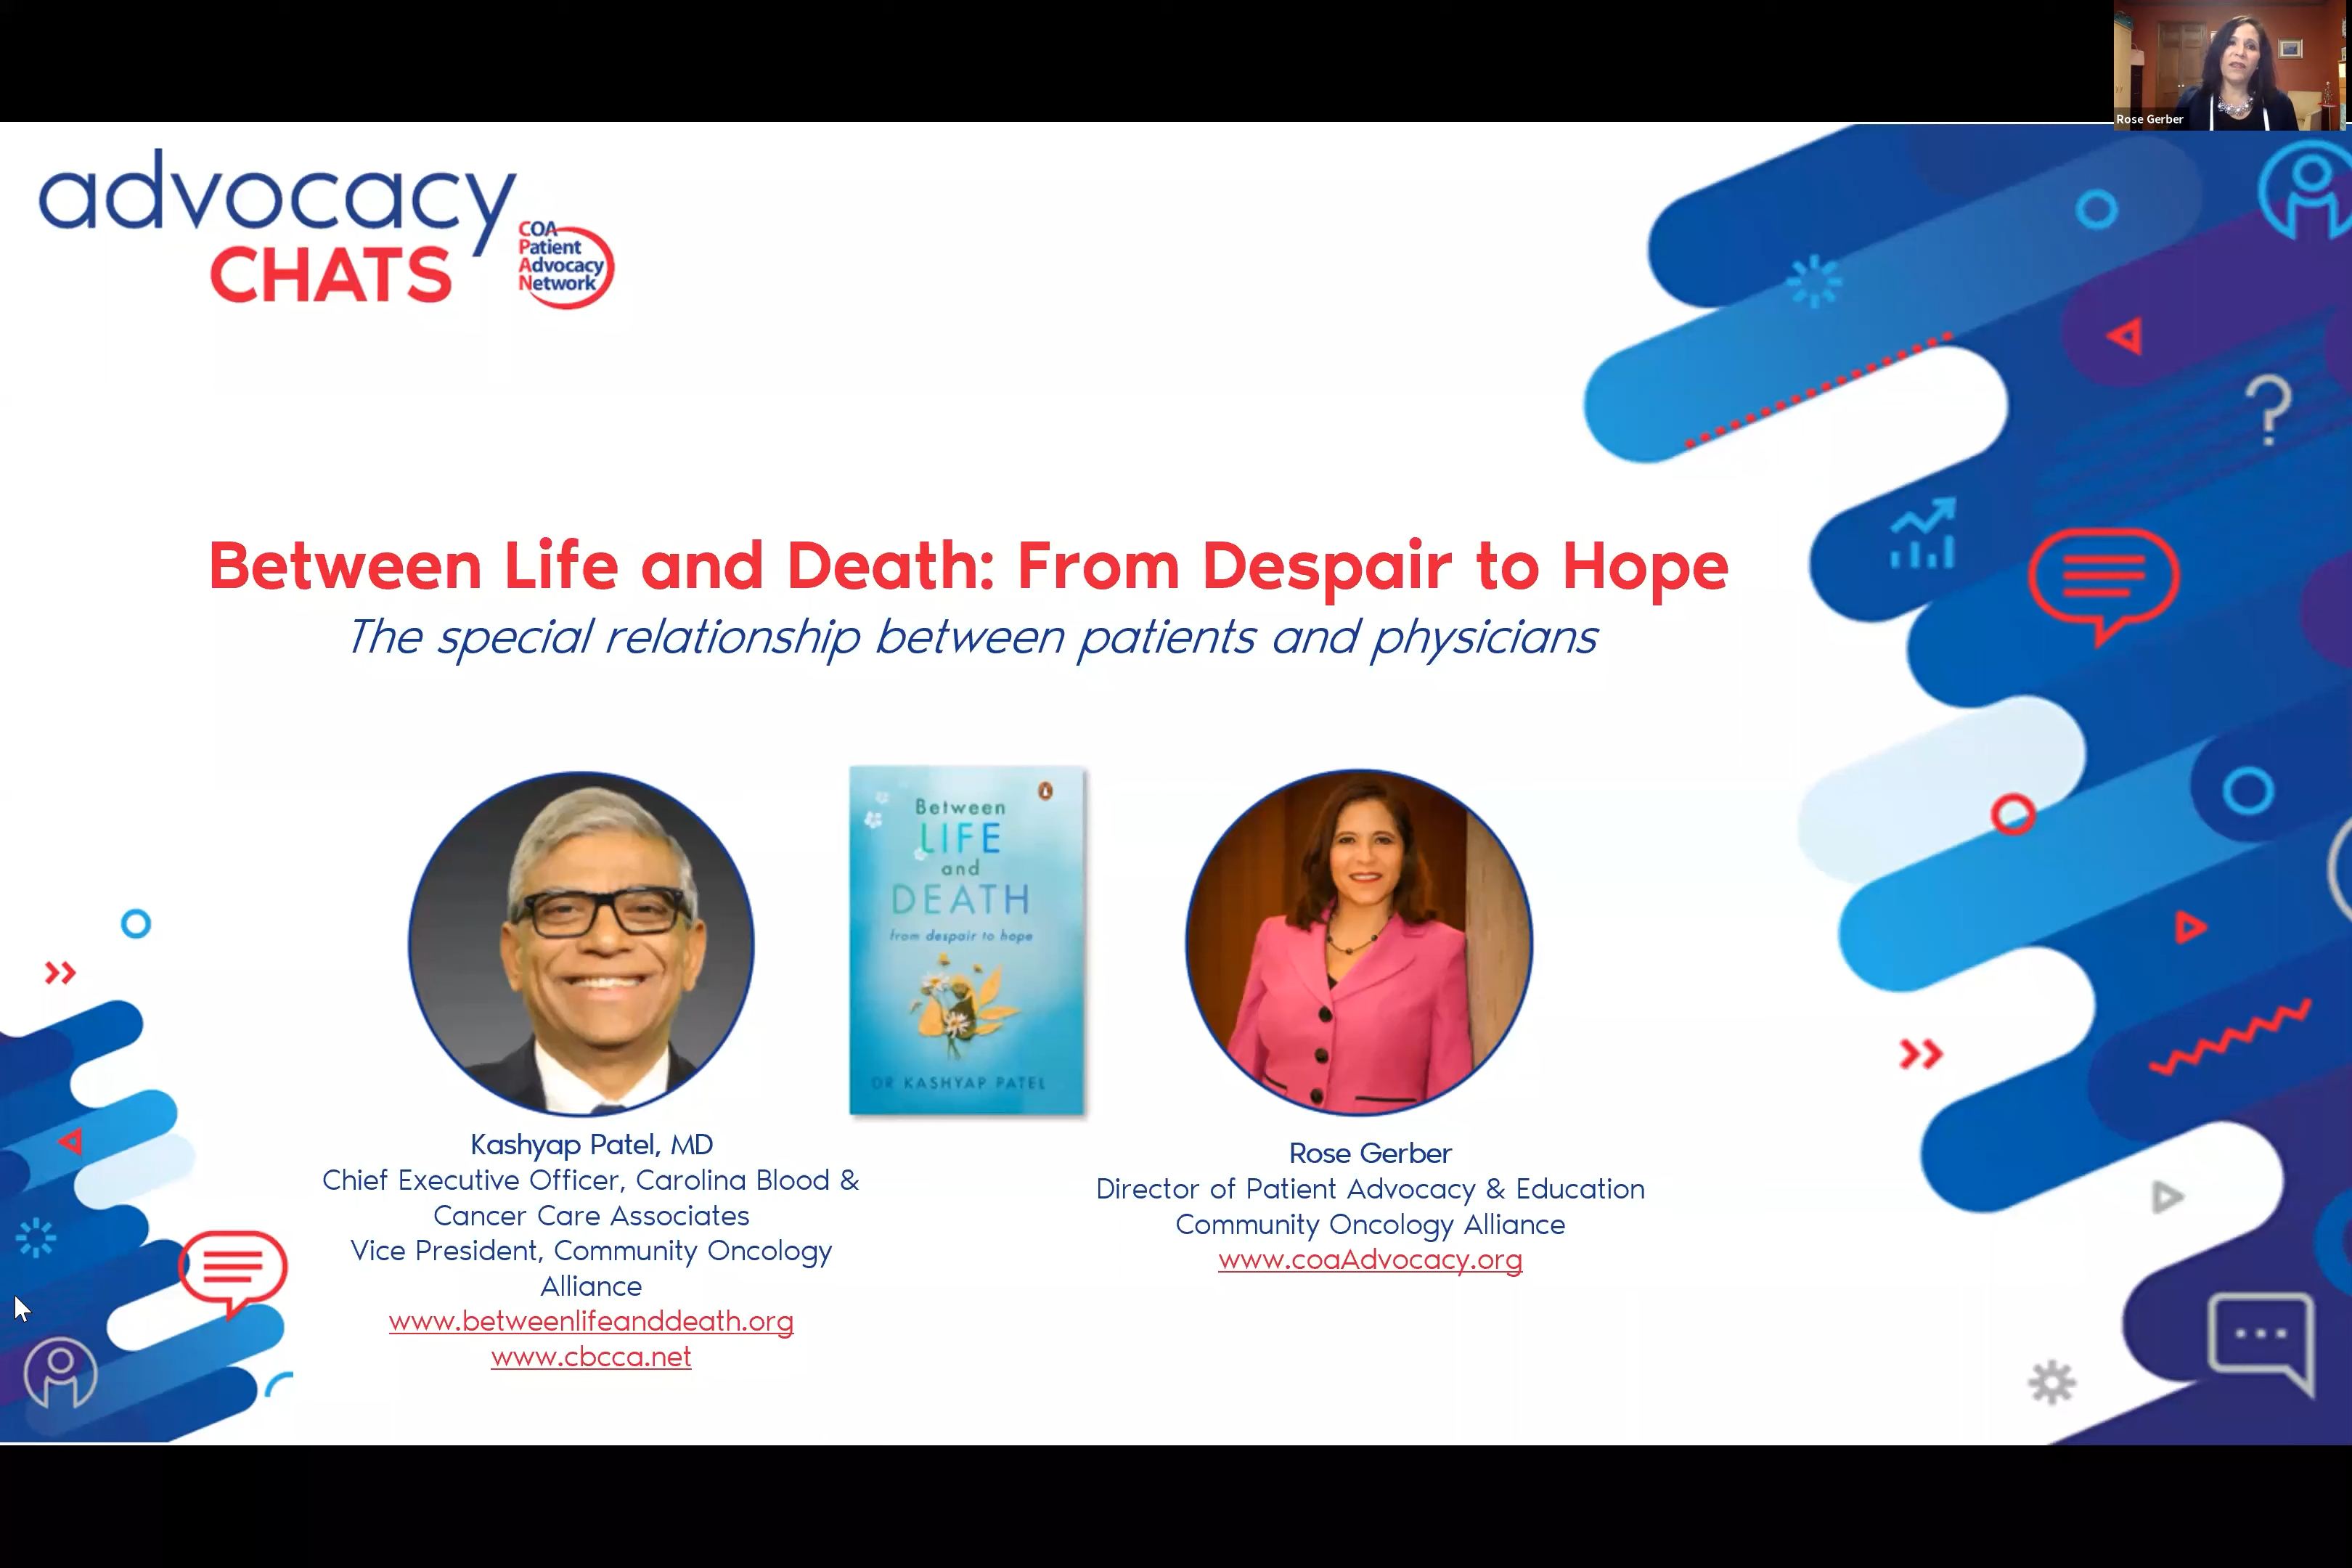 Rose Gerber
advocacy
CHATS
COA
Patient
Advocacy
Network
Between Life and Death: From Despair to Hope
The special relationship between patients and physicians
Between
LIFE
and
DEATH
from despair to hope
DR KASHYAP PATEL
Kashyap Patel, MD
Chief Executive Officer, Carolina Blood &
Cancer Care Associates
Vice President, Community Oncology
Alliance
www.betweenlifeanddeath.org
www.cbcca.net
Rose Gerber
Director of Patient Advocacy & Education
Community Oncology Alliance
www.coaAdvocacy.org